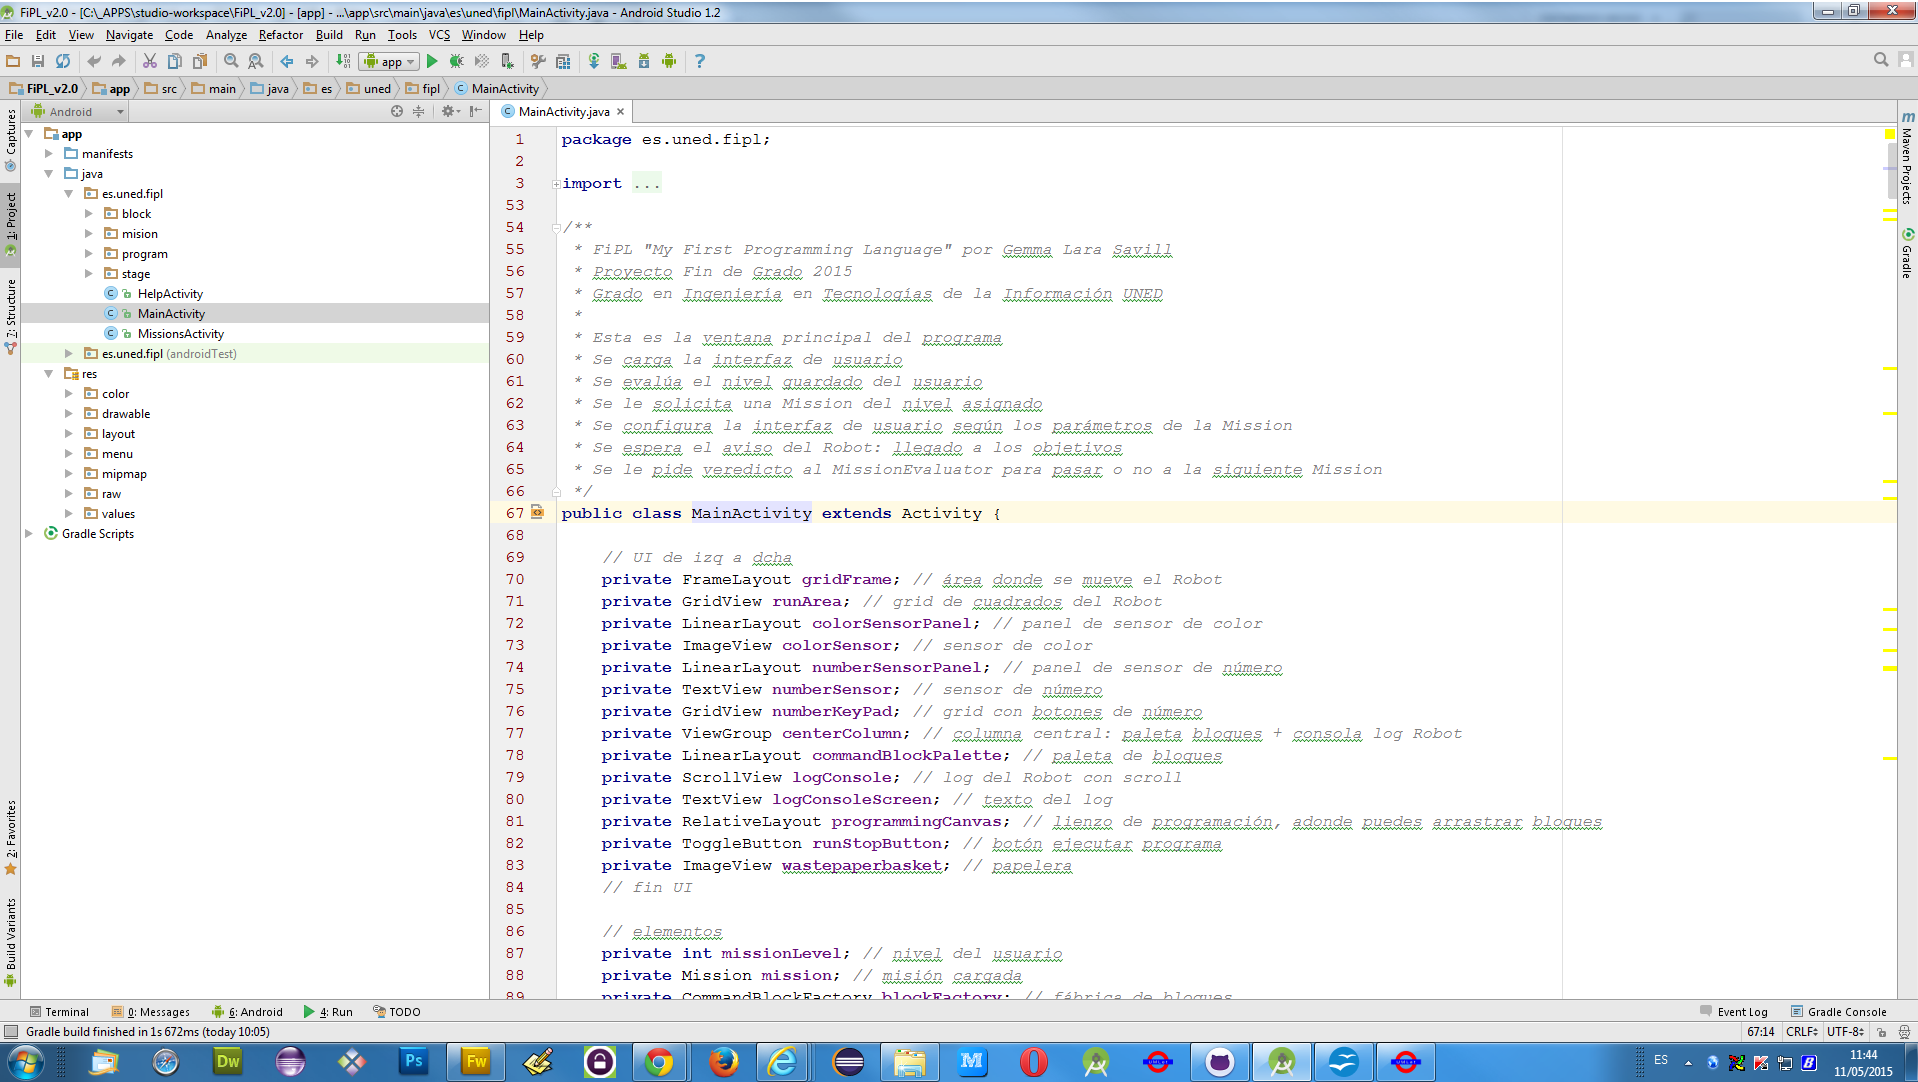 FiPL_v2.0 - [C:\_APPS\studio-workspace\FiPL_v2.0] - [app] - ...\app\src\main\java\es\uned\fipl\MainActivity.java - Android Studio 1.2
File Edit View Navigate Code Analyze Refactor Build Run Tools VCS Window Help
app
FiPL_v2.0 app src main java es uned fipl MainActivity
Android
MainActivity.java
Captures
1: Project
7: Structure
2: Favorites
Build Variants
app
manifests
java
es.uned.fipl
block
mision
program
stage
HelpActivity
MainActivity
MissionsActivity
es.uned.fipl (androidTest)
res
color
drawable
layout
menu
mipmap
raw
values
Gradle Scripts
1 package es.uned.fipl;
2
3 import ...
53
54 /**
55 * FiPL "My First Programming Language" por Gemma Lara Savill
56 * Proyecto Fin de Grado 2015
57 * Grado en Ingeniería en Tecnologías de la Información UNED
58 *
59 * Esta es la ventana principal del programa
60 * Se carga la interfaz de usuario
61 * Se evalúa el nivel guardado del usuario
62 * Se le solicita una Mission del nivel asignado
63 * Se configura la interfaz de usuario según los parámetros de la Mission
64 * Se espera el aviso del Robot: llegado a los objetivos
65 * Se le pide veredicto al MissionEvaluator para pasar o no a la siguiente Mission
66 */
67 public class MainActivity extends Activity {
68
69 // UI de izq a dcha
70 private FrameLayout gridFrame; // área donde se mueve el Robot
71 private GridView runArea; // grid de cuadrados del Robot
72 private LinearLayout colorSensorPanel; // panel de sensor de color
73 private ImageView colorSensor; // sensor de color
74 private LinearLayout numberSensorPanel; // panel de sensor de número
75 private TextView numberSensor; // sensor de número
76 private GridView numberKeyPad; // grid con botones de número
77 private ViewGroup centerColumn; // columna central: paleta bloques + consola log Robot
78 private LinearLayout commandBlockPalette; // paleta de bloques
79 private ScrollView logConsole; // log del Robot con scroll
80 private TextView logConsoleScreen; // texto del log
81 private RelativeLayout programmingCanvas; // lienzo de programación, adonde puedes arrastrar bloques
82 private ToggleButton runStopButton; // botón ejecutar programa
83 private ImageView wastepaperbasket; // papelera
84 // fin UI
85
86 // elementos
87 private int missionLevel; // nivel del usuario
88 private Mission mission; // misión cargada
89 private CommandBlockFactory blockFactory; // fábrica de bloques
Maven Projects
Gradle
Terminal 0: Messages 6: Android 4: Run TODO Event Log Gradle Console
Gradle build finished in 1s 672ms (today 10:05) 67:14 CRLF UTF-8
Dw Ps Fw M ES 11:44
11/05/2015